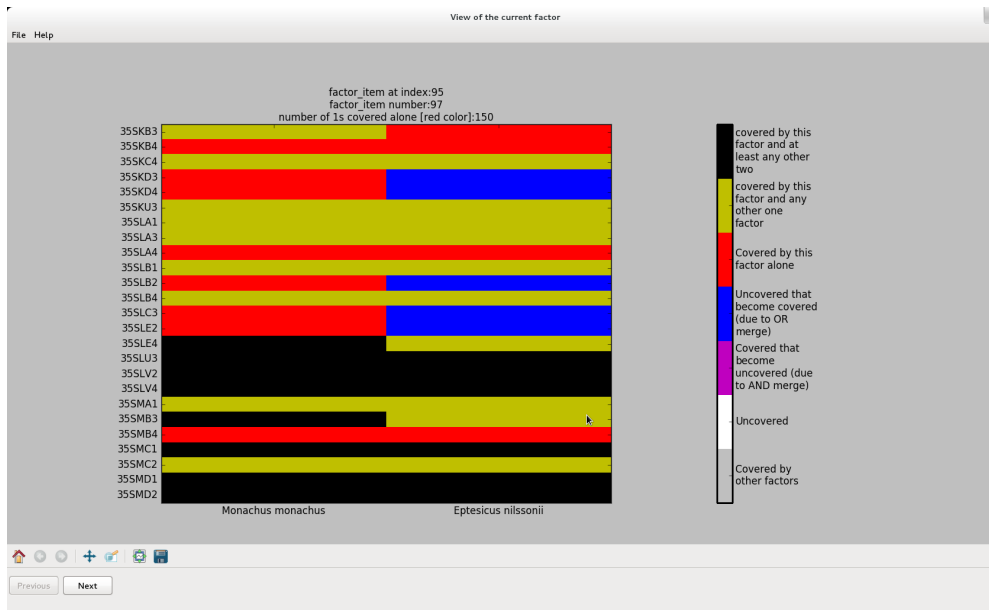 View of the current factor
File Help
factor_item at index:95
factor_item number:97
number of 1s covered alone [red color]:150
35SKB3
35SKB4
35SKC4
35SKD3
35SKD4
35SKU3
35SLA1
35SLA3
35SLA4
35SLB1
35SLB2
35SLB4
35SLC3
35SLE2
35SLE4
35SLU3
35SLV2
35SLV4
35SMA1
35SMB3
35SMB4
35SMC1
35SMC2
35SMD1
35SMD2
Monachus monachus
Eptesicus nilssonii
covered by this
factor and at
least any other
two
covered by this
factor and any
other one
factor
Covered by this
factor alone
Uncovered that
become covered
(due to OR
merge)
Covered that
become
uncovered (due
to AND merge)
Uncovered
Covered by
other factors
Previous
Next